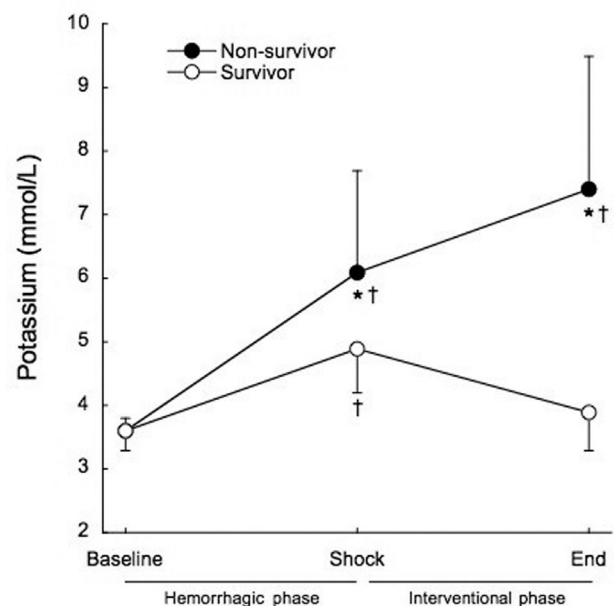 10
9
8
7
6
5
4
3
2
Potassium (mmol/L)
Non-survivor
Survivor
*†
*†
†
Baseline Shock End
Hemorrhagic phase Interventional phase